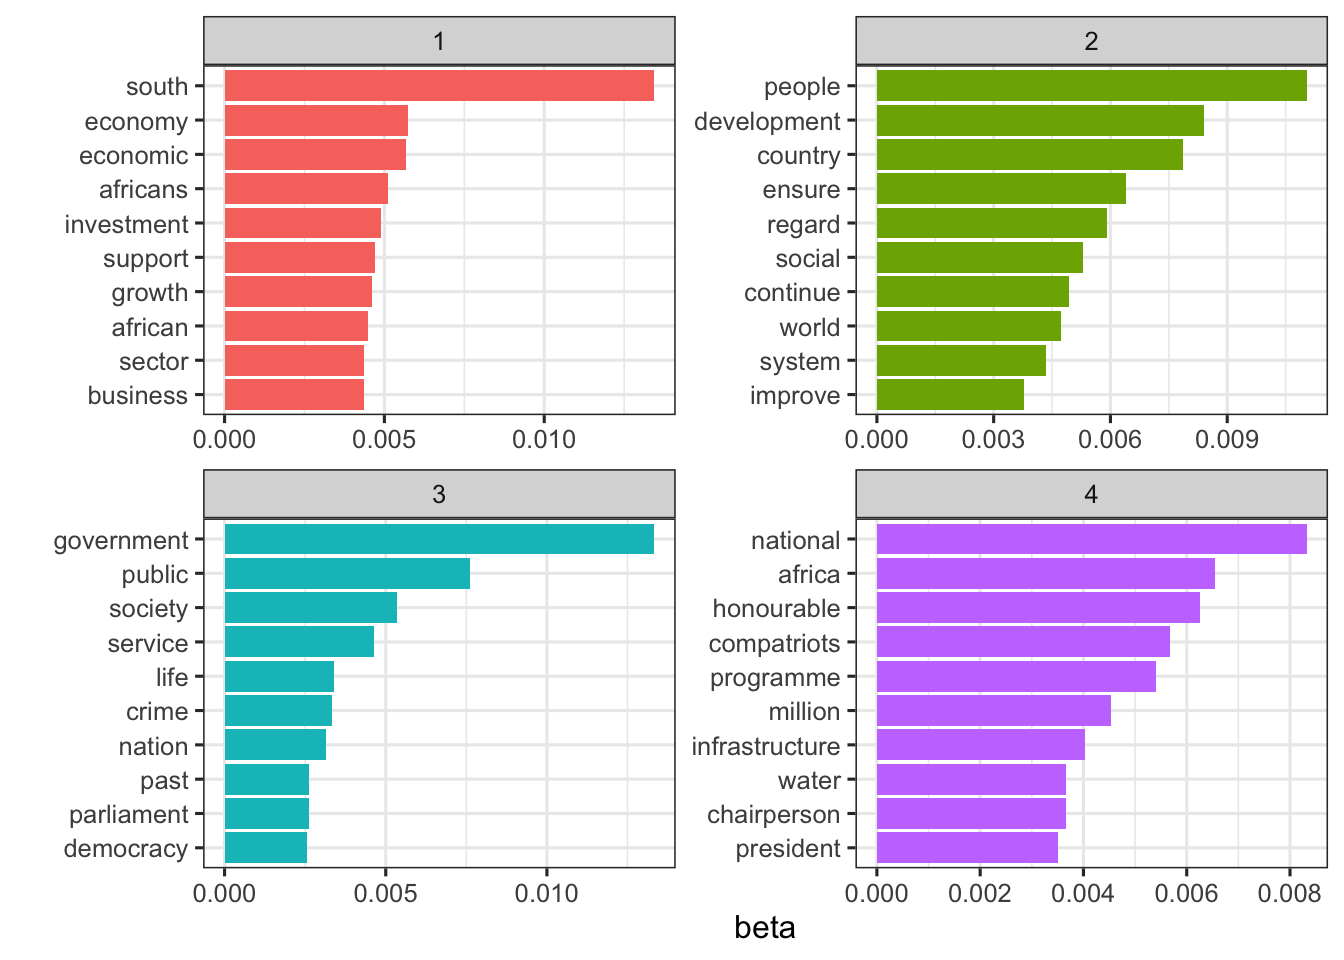 1
south
economy
economic
africans
investment
support
growth
african
sector
business
0.000 0.005 0.010
2
people
development
country
ensure
regard
social
continue
world
system
improve
0.000 0.003 0.006 0.009
3
government
public
society
service
life
crime
nation
past
parliament
democracy
0.000 0.005 0.010
4
national
africa
honourable
compatriots
programme
million
infrastructure
water
chairperson
president
0.000 0.002 0.004 0.006 0.008
beta